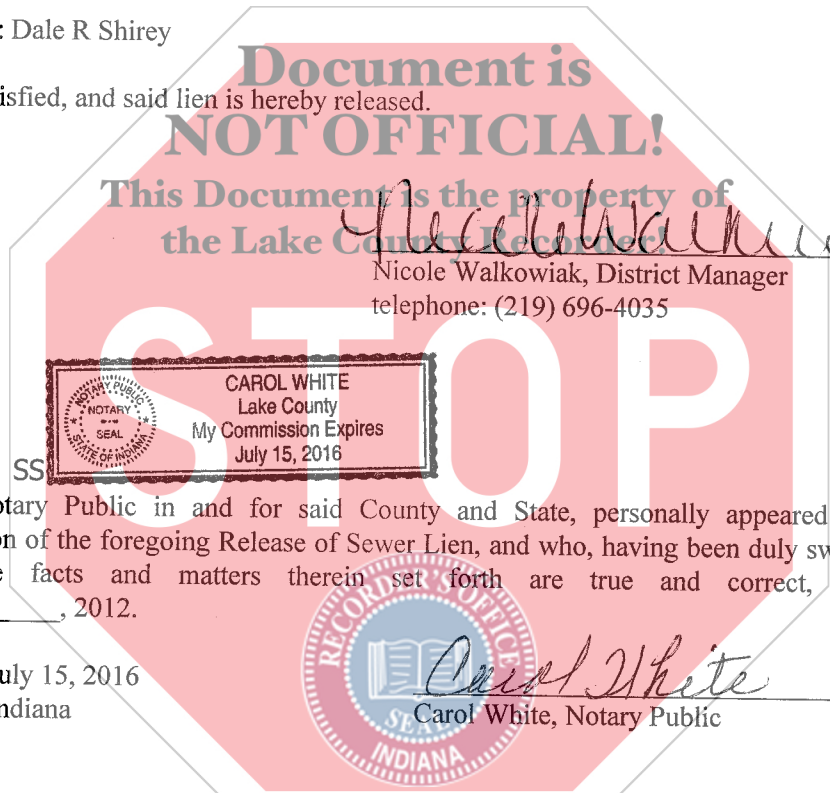 : Dale R Shirey
Document is
isfied, and said lien is hereby released.
NOT OFFICIAL!
This Document is the property of
the Lake County Recorder!
Nicole Walkowiak
Nicole Walkowiak, District Manager
telephone: (219) 696-4035
STOP
NOTARY PUBLIC
NOTARY
SEAL
STATE OF INDIANA
CAROL WHITE
Lake County
My Commission Expires
July 15, 2016
SS
otary Public in and for said County and State, personally appeared
on of the foregoing Release of Sewer Lien, and who, having been duly sw
e facts and matters therein set forth are true and correct,
, 2012.
RECORDER'S OFFICE
SEAL
INDIANA
uly 15, 2016
ndiana
Carol White
Carol White, Notary Public